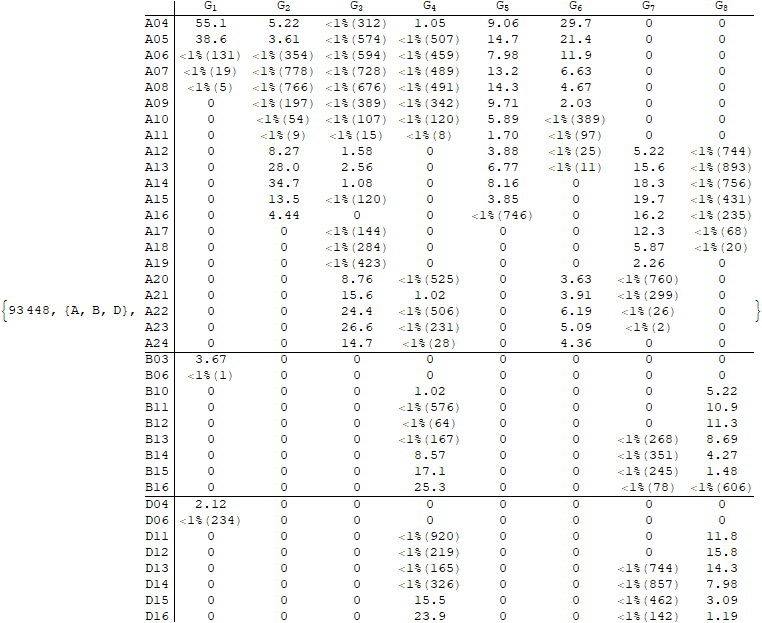 G1 G2 G3 G4 G5 G6 G7 G8
A04 55.1 5.22 <1%(312) 1.05 9.06 29.7 0 0
A05 38.6 3.61 <1%(574) <1%(507) 14.7 21.4 0 0
A06 <1%(131) <1%(354) <1%(594) <1%(459) 7.98 11.9 0 0
A07 <1%(19) <1%(778) <1%(728) <1%(489) 13.2 6.63 0 0
A08 <1%(5) <1%(766) <1%(676) <1%(491) 14.3 4.67 0 0
A09 0 <1%(197) <1%(389) <1%(342) 9.71 2.03 0 0
A10 0 <1%(54) <1%(107) <1%(120) 5.89 <1%(389) 0 0
A11 0 <1%(9) <1%(15) <1%(8) 1.70 <1%(97) 0 0
A12 0 8.27 1.58 0 3.88 <1%(25) 5.22 <1%(744)
A13 0 28.0 2.56 0 6.77 <1%(11) 15.6 <1%(893)
A14 0 34.7 1.08 0 8.16 0 18.3 <1%(756)
A15 0 13.5 <1%(120) 0 3.85 0 19.7 <1%(431)
A16 0 4.44 0 0 <1%(746) 0 16.2 <1%(235)
A17 0 0 <1%(144) 0 0 0 12.3 <1%(68)
A18 0 0 <1%(284) 0 0 0 5.87 <1%(20)
A19 0 0 <1%(423) 0 0 0 2.26 0
A20 0 0 8.76 <1%(525) 0 3.63 <1%(760) 0
A21 0 0 15.6 1.02 0 3.91 <1%(299) 0
{93448, {A, B, D}, A22 0 0 24.4 <1%(506) 0 6.19 <1%(26) 0 }
A23 0 0 26.6 <1%(231) 0 5.09 <1%(2) 0
A24 0 0 14.7 <1%(28) 0 4.36 0 0
B03 3.67 0 0 0 0 0 0 0
B06 <1%(1) 0 0 0 0 0 0 0
B10 0 0 0 1.02 0 0 0 5.22
B11 0 0 0 <1%(576) 0 0 0 10.9
B12 0 0 0 <1%(64) 0 0 0 11.3
B13 0 0 0 <1%(167) 0 0 <1%(268) 8.69
B14 0 0 0 8.57 0 0 <1%(351) 4.27
B15 0 0 0 17.1 0 0 <1%(245) 1.48
B16 0 0 0 25.3 0 0 <1%(78) <1%(606)
D04 2.12 0 0 0 0 0 0 0
D06 <1%(234) 0 0 0 0 0 0 0
D11 0 0 0 <1%(920) 0 0 0 11.8
D12 0 0 0 <1%(219) 0 0 0 15.8
D13 0 0 0 <1%(165) 0 0 <1%(744) 14.3
D14 0 0 0 <1%(326) 0 0 <1%(857) 7.98
D15 0 0 0 15.5 0 0 <1%(462) 3.09
D16 0 0 0 23.9 0 0 <1%(142) 1.19